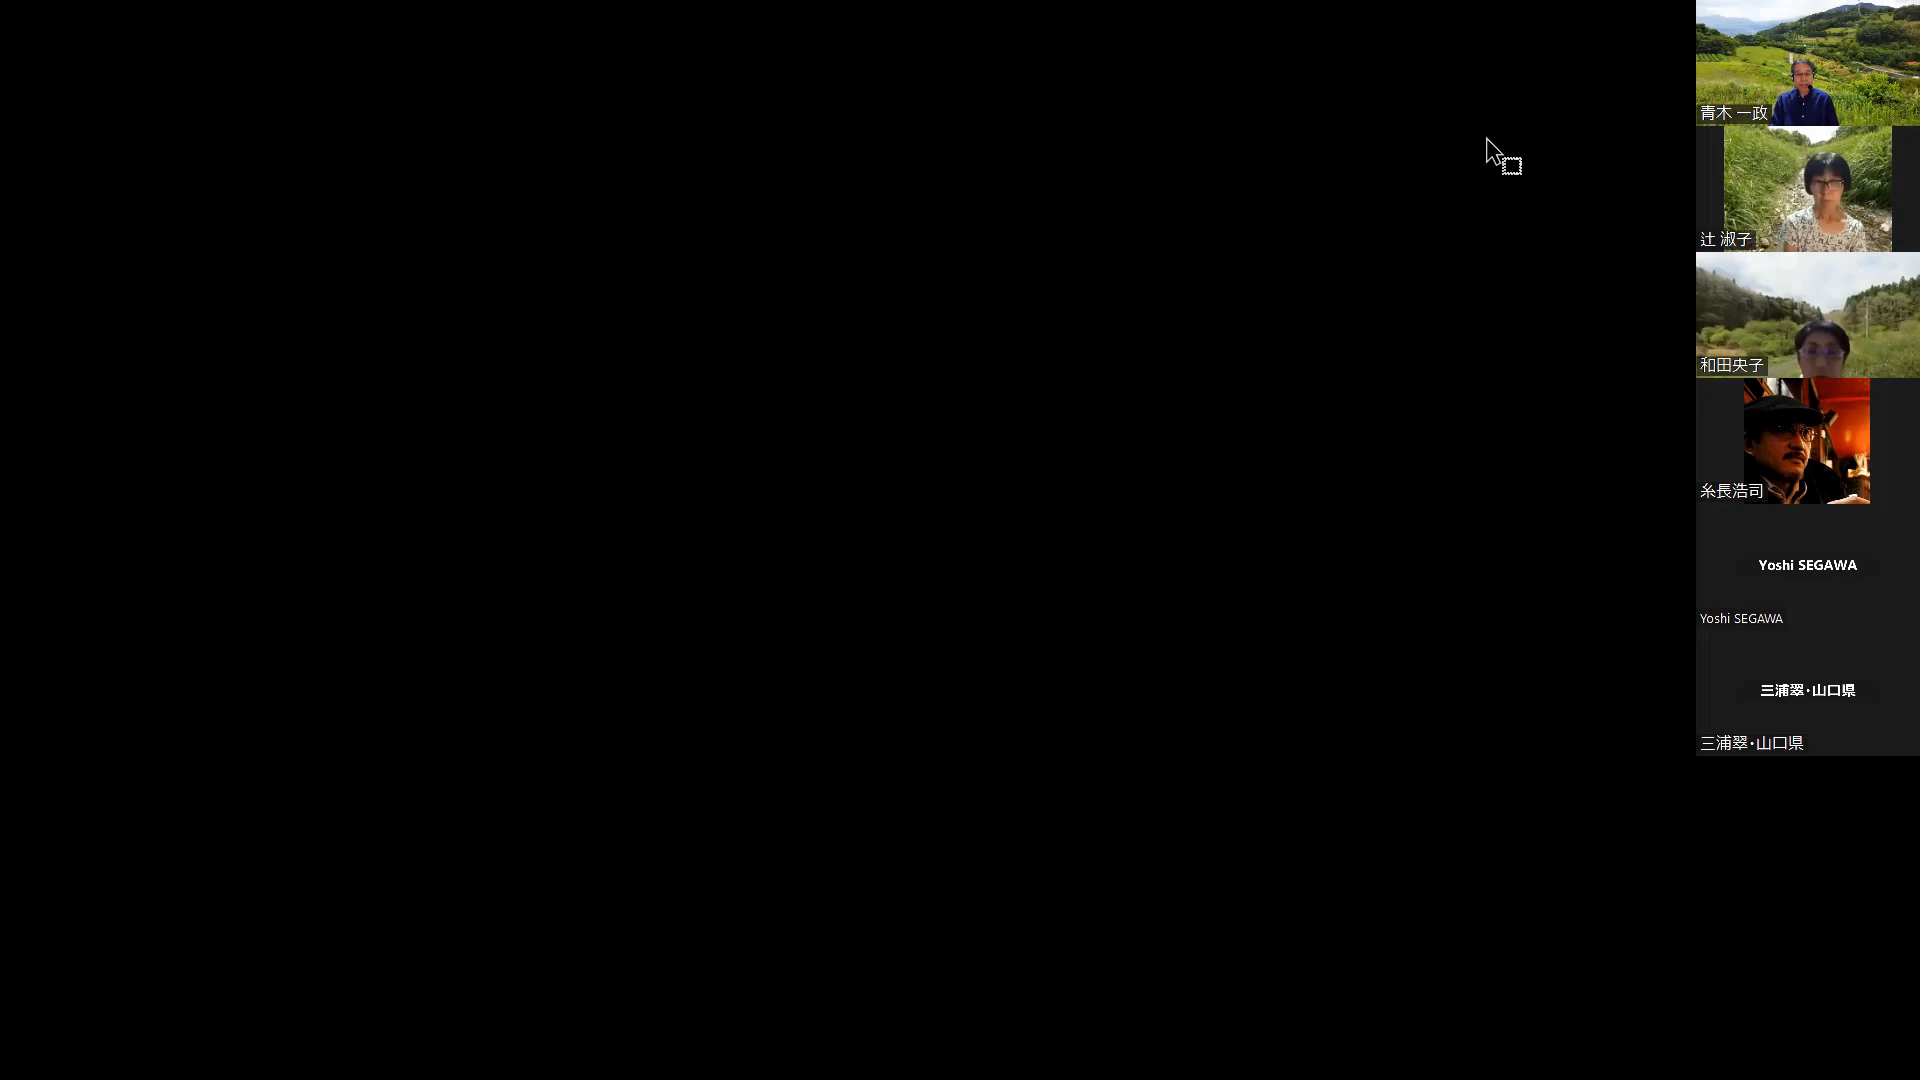 青木 一政
辻 淑子
和田央子
糸長浩司
Yoshi SEGAWA
Yoshi SEGAWA
三浦翠・山口県
三浦翠・山口県